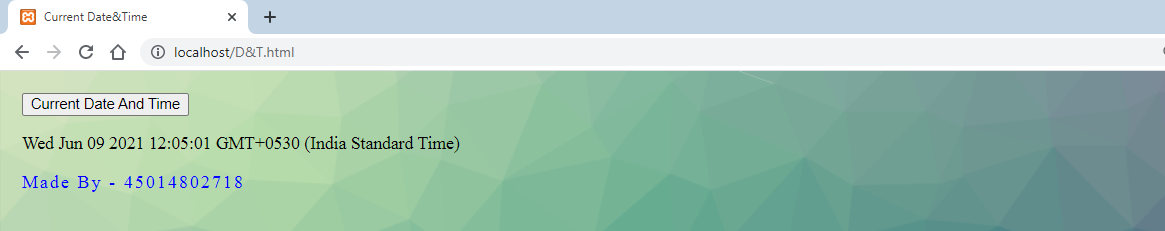 Current Date&Time
localhost/D&T.html
Current Date And Time
Wed Jun 09 2021 12:05:01 GMT+0530 (India Standard Time)
Made By - 45014802718